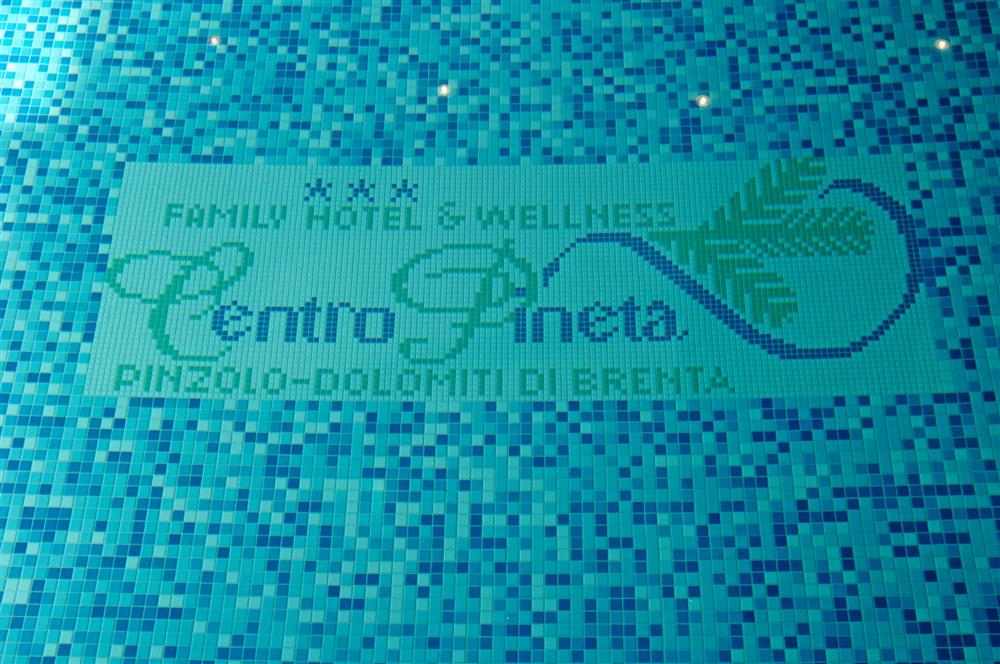 ★★★
FAMILY HOTEL & WELLNESS
Centro Pineta
PINZOLO-DOLOMITI DI BRENTA